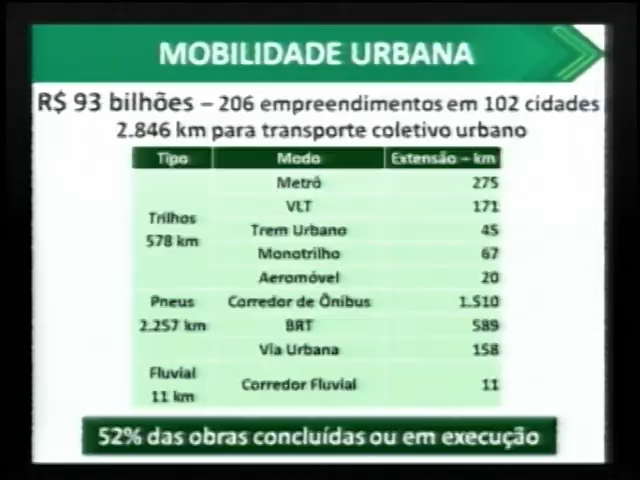 MOBILIDADE URBANA
R$ 93 bilhões – 206 empreendimentos em 102 cidades
2.846 km para transporte coletivo urbano
Tipo Modo Extensão – km
Trilhos
578 km
Metrô 275
VLT 171
Trem Urbano 45
Monotrilho 67
Aeromóvel 20
Pneus
2.257 km
Corredor de Ônibus 1.510
BRT 589
Via Urbana 158
Fluvial
11 km
Corredor Fluvial 11
52% das obras concluídas ou em execução